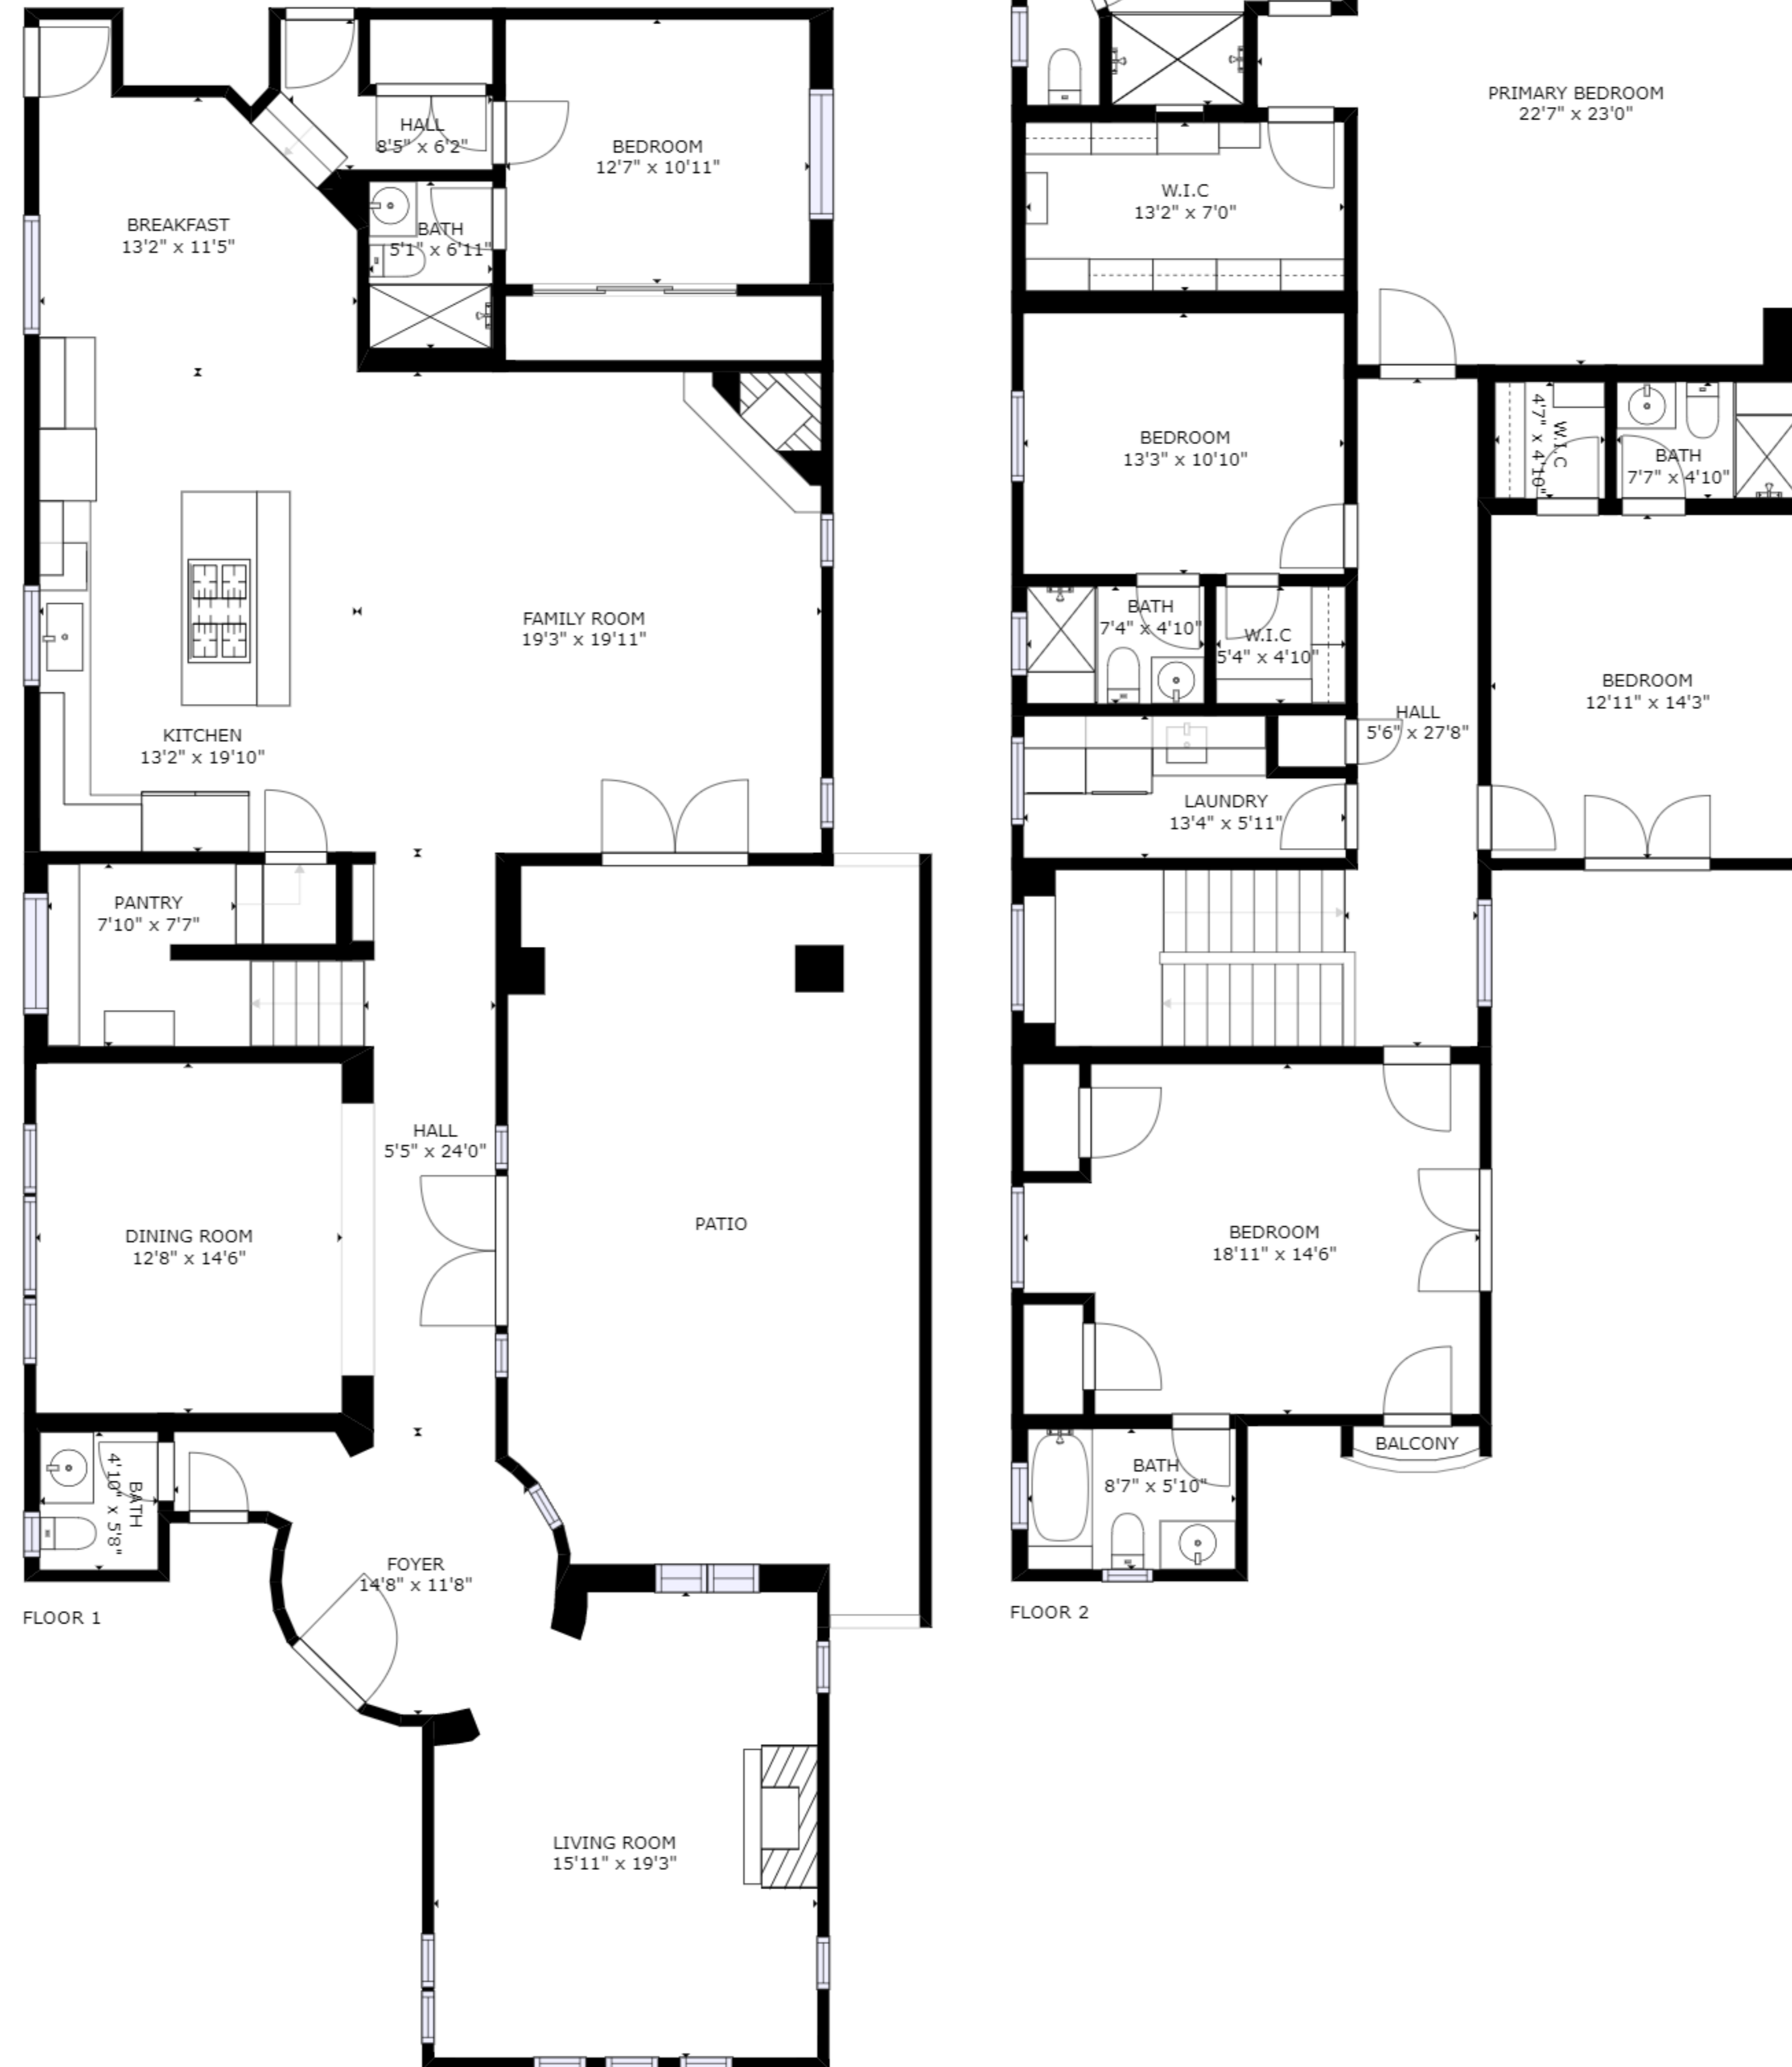 HALL
8'5" x 6'2"
BEDROOM
12'7" x 10'11"
BREAKFAST
13'2" x 11'5"
BATH
5'1" x 6'11"
FAMILY ROOM
19'3" x 19'11"
KITCHEN
13'2" x 19'10"
PANTRY
7'10" x 7'7"
HALL
5'5" x 24'0"
DINING ROOM
12'8" x 14'6"
PATIO
BATH
4'10" x 5'8"
FOYER
14'8" x 11'8"
FLOOR 1
LIVING ROOM
15'11" x 19'3"
PRIMARY BEDROOM
22'7" x 23'0"
W.I.C
13'2" x 7'0"
BEDROOM
13'3" x 10'10"
W.I.C
4'7" x 4'10"
BATH
7'7" x 4'10"
BATH
7'4" x 4'10"
W.I.C
5'4" x 4'10"
BEDROOM
12'11" x 14'3"
HALL
5'6" x 27'8"
LAUNDRY
13'4" x 5'11"
BEDROOM
18'11" x 14'6"
BALCONY
BATH
8'7" x 5'10"
FLOOR 2